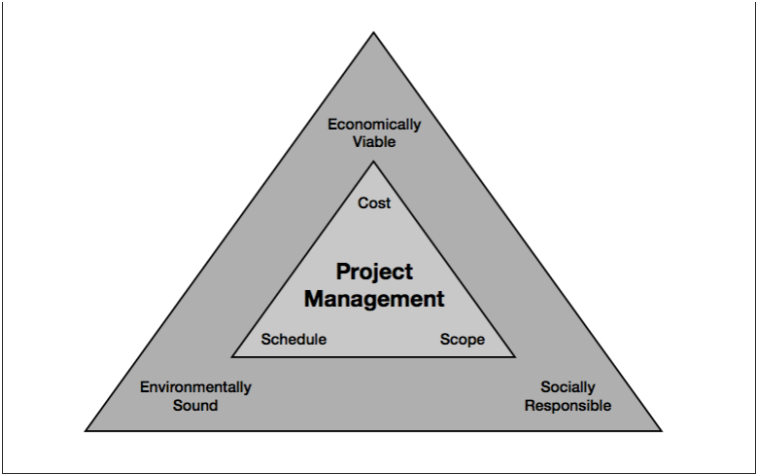 Economically
Viable
Cost
Project
Management
Schedule
Scope
Environmentally
Sound
Socially
Responsible